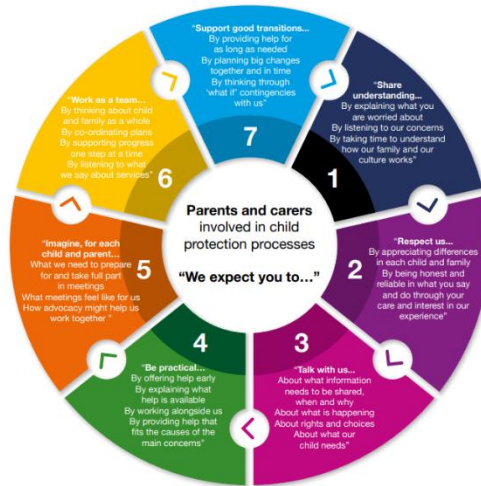 Parents and carers
involved in child
protection processes
“We expect you to…”
1
“Share
understanding...
By explaining what you
are worried about
By listening to our concerns
By taking time to understand
how our family and our
culture works”
2
“Respect us...
By appreciating differences
in each child and family
By being honest and
reliable in what you say
and do through your
care and interest in our
experience”
3
“Talk with us...
About what information
needs to be shared,
when and why
About what is happening
About rights and choices
About what our
child needs”
4
“Be practical...
By offering help early
By explaining what
help is available
By working alongside us
By providing help that
fits the causes of the
main concerns”
5
“Imagine, for each
child and parent...
What we need to prepare
for and take full part
in meetings
What meetings feel like for us
How advocacy might help us
work together ”
6
“Work as a team...
By thinking about child
and family as a whole
By co-ordinating plans
By supporting progress
one step at a time
By listening to what
we say about services”
7
“Support good transitions...
By providing help for
as long as needed
By planning big changes
together and in time
By thinking through
‘what if’ contingencies
with us”